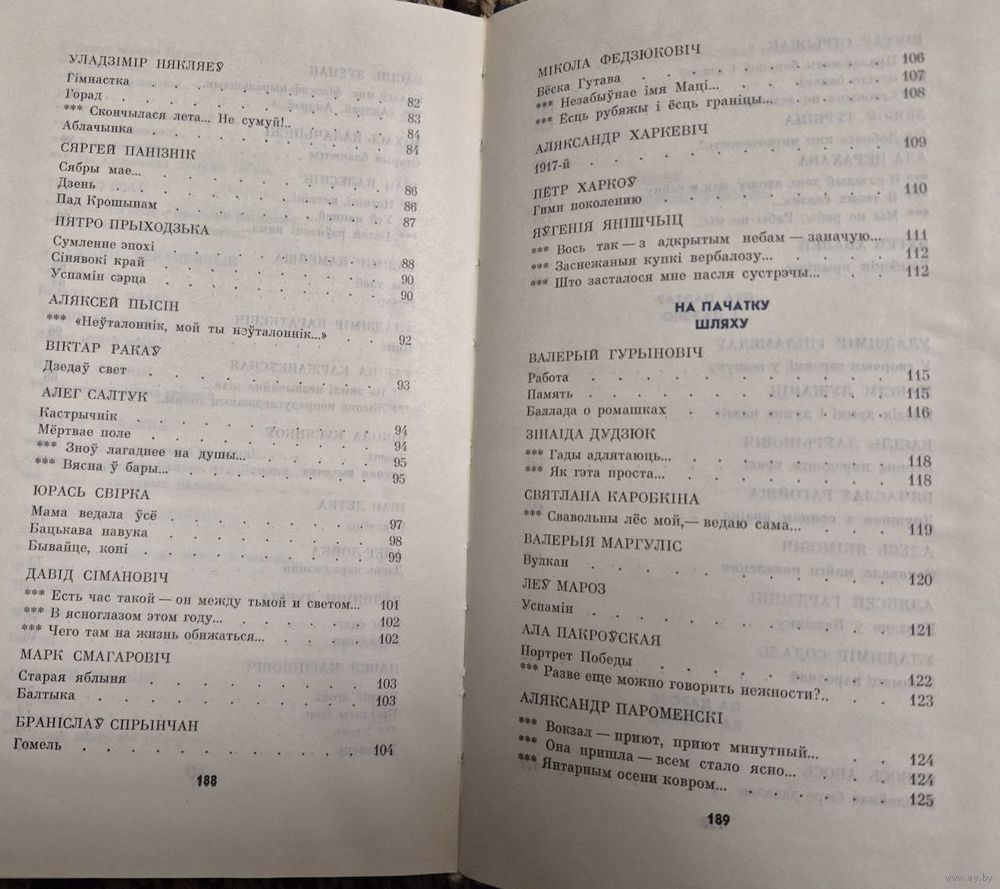 УЛАДЗІМІР НЯКЛЯЕЎ
Гімнастка . . . . . . . . . 82
Горад . . . . . . . . . 83
*** Скончылася лета... Не сумуй!.. . . . . 84
Аблачынка . . . . . . . . . 84
СЯРГЕЙ ПАНІЗНІК
Сябры мае... . . . . . . . . . 86
Дзень . . . . . . . . . 86
Пад Крошынам . . . . . . . . . 87
ПЯТРО ПРЫХОДЗЬКА
Сумленне эпохі . . . . . . . . . 88
Сінявокі край . . . . . . . . . 90
Успамін сэрца . . . . . . . . . 90
АЛЯКСЕЙ ПЫСІН
*** «Неўталоннік, мой ты нэўталоннік...» . . 92
ВІКТАР РАКАЎ
Дзедаў свет . . . . . . . . . 93
АЛЕГ САЛТУК
Кастрычнік . . . . . . . . . 94
Мёртвае поле . . . . . . . . . 94
*** Зноў лагаднее на душы... . . . . . 95
*** Вясна ў бары... . . . . . . . 95
ЮРАСЬ СВІРКА
Мама ведала ўсё . . . . . . . . 97
Бацькава навука . . . . . . . . 98
Бывайце, коні . . . . . . . . . 99
ДАВІД СІМАНОВІЧ
*** Есть час такой — он между тьмой и светом... 101
*** В ясноглазом этом году... . . . . . 102
*** Чего там на жизнь обижаться... . . . . 102
МАРК СМАГАРОВІЧ
Старая яблыня . . . . . . . . 103
Балтыка . . . . . . . . . 103
БРАНІСЛАЎ СПРЫНЧАН
Гомель . . . . . . . . . . 104
188
МІКОЛА ФЕДЗЮКОВІЧ
Вёска Гутава . . . . . . . . . 106
*** Незабыўнае імя Маці... . . . . . 107
*** Ёсць рубяжы і ёсць граніцы... . . . . 108
АЛЯКСАНДР ХАРКЕВІЧ
1917-й . . . . . . . . . . 109
ПЁТР ХАРКОЎ
Гимн поколению . . . . . . . . 110
ЯЎГЕНІЯ ЯНІШЧЫЦ
*** Вось так — з адкрытым небам — заначую... 111
*** Заснежаныя купкі вербалозу... . . . . 112
*** Што засталося мне пасля сустрэчы... . . 112
НА ПАЧАТКУ
ШЛЯХУ
ВАЛЕРЫЙ ГУРЫНОВІЧ
Работа . . . . . . . . . . 115
Память . . . . . . . . . . 115
Баллада о ромашках . . . . . . . 116
ЗІНАІДА ДУДЗЮК
*** Гады адлятаюць... . . . . . . . 118
*** Як гэта проста... . . . . . . . 118
СВЯТЛАНА КАРОБКІНА
*** Свавольны лёс мой,— ведаю сама... . . . 119
ВАЛЕРЫЯ МАРГУЛІС
Вулкан . . . . . . . . . . 120
ЛЕЎ МАРОЗ
Успамін . . . . . . . . . . 121
АЛА ПАКРОЎСКАЯ
Портрет Победы . . . . . . . . 122
*** Разве еще можно говорить нежности?.. . . 123
АЛЯКСАНДР ПАРОМЕНСКІ
*** Вокзал — приют, приют минутный... . . . 124
*** Она пришла — всем стало ясно... . . . 124
*** Янтарным осени ковром... . . . . . 125
189
www.ay.by